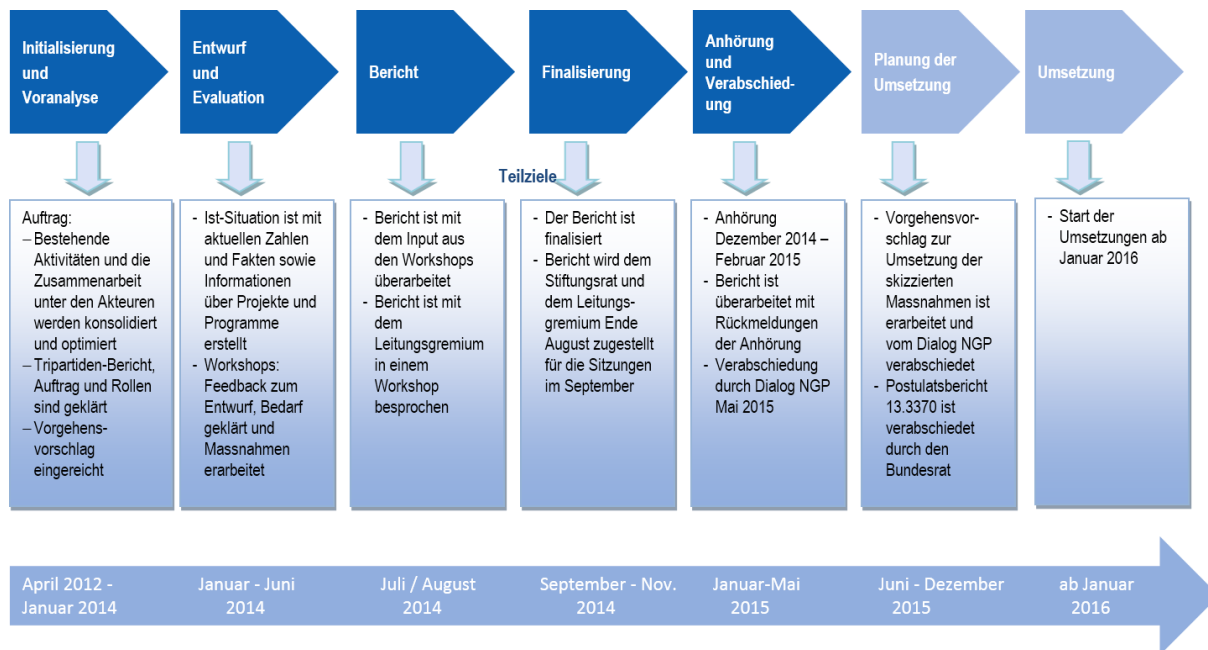 Initialisierung
und
Voranalyse
Entwurf
und
Evaluation
Bericht
Finalisierung
Anhörung
und
Verabschied-
ung
Planung der
Umsetzung
Umsetzung
Teilziele
Auftrag:
– Bestehende
Aktivitäten und die
Zusammenarbeit
unter den Akteuren
werden konsolidiert
und optimiert
– Tripartiden-Bericht,
Auftrag und Rollen
sind geklärt
– Vorgehens-
vorschlag
eingereicht
- Ist-Situation ist mit
aktuellen Zahlen
und Fakten sowie
Informationen
über Projekte und
Programme
erstellt
- Workshops:
Feedback zum
Entwurf, Bedarf
geklärt und
Massnahmen
erarbeitet
- Bericht ist mit
dem Input aus
den Workshops
überarbeitet
- Bericht ist mit
dem
Leitungsgremium
in einem
Workshop
besprochen
- Der Bericht ist
finalisiert
- Bericht wird dem
Stiftungsrat und
dem Leitungs-
gremium Ende
August zugestellt
für die Sitzungen
im September
- Anhörung
Dezember 2014 –
Februar 2015
- Bericht ist
überarbeitet mit
Rückmeldungen
der Anhörung
- Verabschiedung
durch Dialog NGP
Mai 2015
- Vorgehensvor-
schlag zur
Umsetzung der
skizzierten
Massnahmen ist
erarbeitet und
vom Dialog NGP
verabschiedet
- Postulatsbericht
13.3370 ist
verabschiedet
durch den
Bundesrat
- Start der
Umsetzungen ab
Januar 2016
April 2012 -
Januar 2014
Januar - Juni
2014
Juli / August
2014
September - Nov.
2014
Januar-Mai
2015
Juni - Dezember
2015
ab Januar
2016